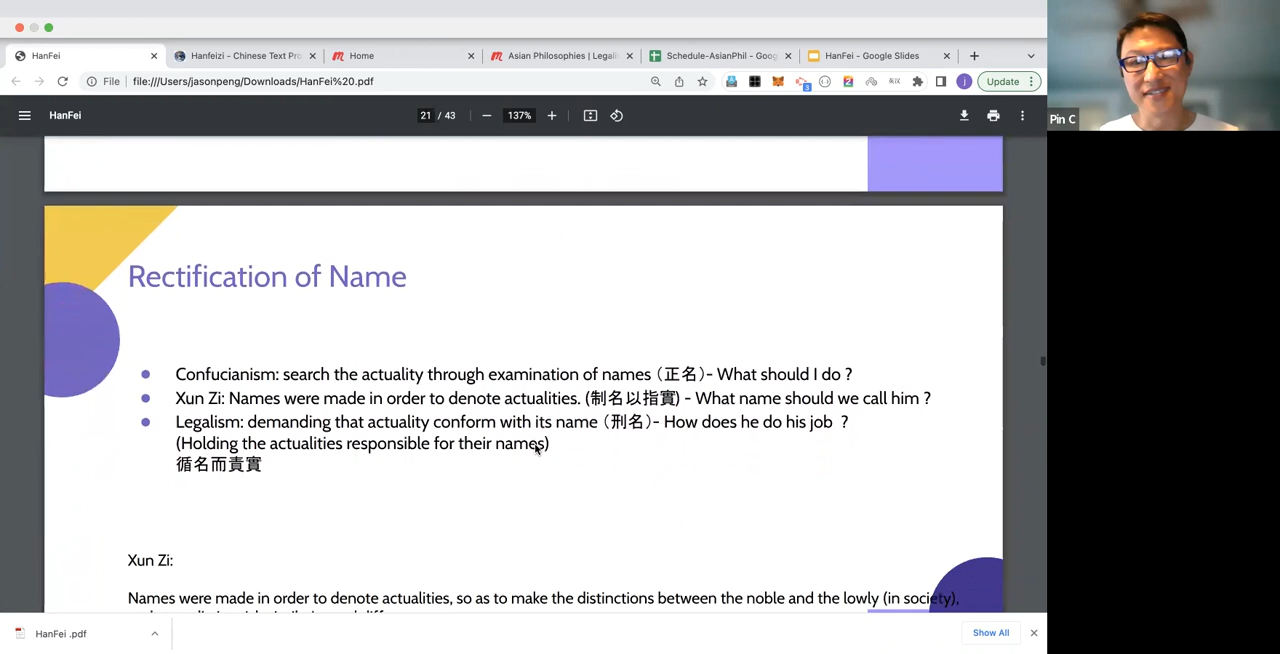 HanFei
Hanfeizi - Chinese Text Pro
Home
Asian Philosophies | Legali
Schedule-AsianPhil - Goog
HanFei - Google Slides
File
file:///Users/jasonpeng/Downloads/HanFei%20.pdf
3
j
Update
HanFei
21 / 43
137%
Pin C
Rectification of Name
Confucianism: search the actuality through examination of names (正名)- What should I do ?
Xun Zi: Names were made in order to denote actualities. (制名以指實) - What name should we call him ?
Legalism: demanding that actuality conform with its name (刑名)- How does he do his job ?
(Holding the actualities responsible for their names)
循名而責實
Xun Zi:
Names were made in order to denote actualities, so as to make the distinctions between the noble and the lowly (in society),
HanFei .pdf
Show All